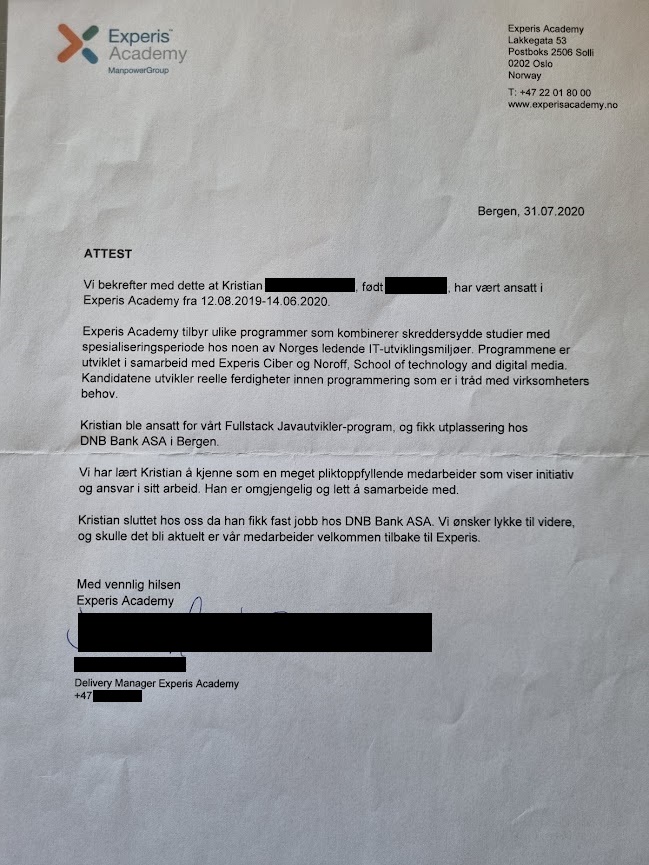 Experis™
Academy
ManpowerGroup
Experis Academy
Lakkegata 53
Postboks 2506 Solli
0202 Oslo
Norway
T: +47 22 01 80 00
www.experisacademy.no
Bergen, 31.07.2020
ATTEST
Vi bekrefter med dette at Kristian , født , har vært ansatt i
Experis Academy fra 12.08.2019-14.06.2020.
Experis Academy tilbyr ulike programmer som kombinerer skreddersydde studier med
spesialiseringsperiode hos noen av Norges ledende IT-utviklingsmiljøer. Programmene er
utviklet i samarbeid med Experis Ciber og Noroff, School of technology and digital media.
Kandidatene utvikler reelle ferdigheter innen programmering som er i tråd med virksomheters
behov.
Kristian ble ansatt for vårt Fullstack Javautvikler-program, og fikk utplassering hos
DNB Bank ASA i Bergen.
Vi har lært Kristian å kjenne som en meget pliktoppfyllende medarbeider som viser initiativ
og ansvar i sitt arbeid. Han er omgjengelig og lett å samarbeide med.
Kristian sluttet hos oss da han fikk fast jobb hos DNB Bank ASA. Vi ønsker lykke til videre,
og skulle det bli aktuelt er vår medarbeider velkommen tilbake til Experis.
Med vennlig hilsen
Experis Academy
Delivery Manager Experis Academy
+47